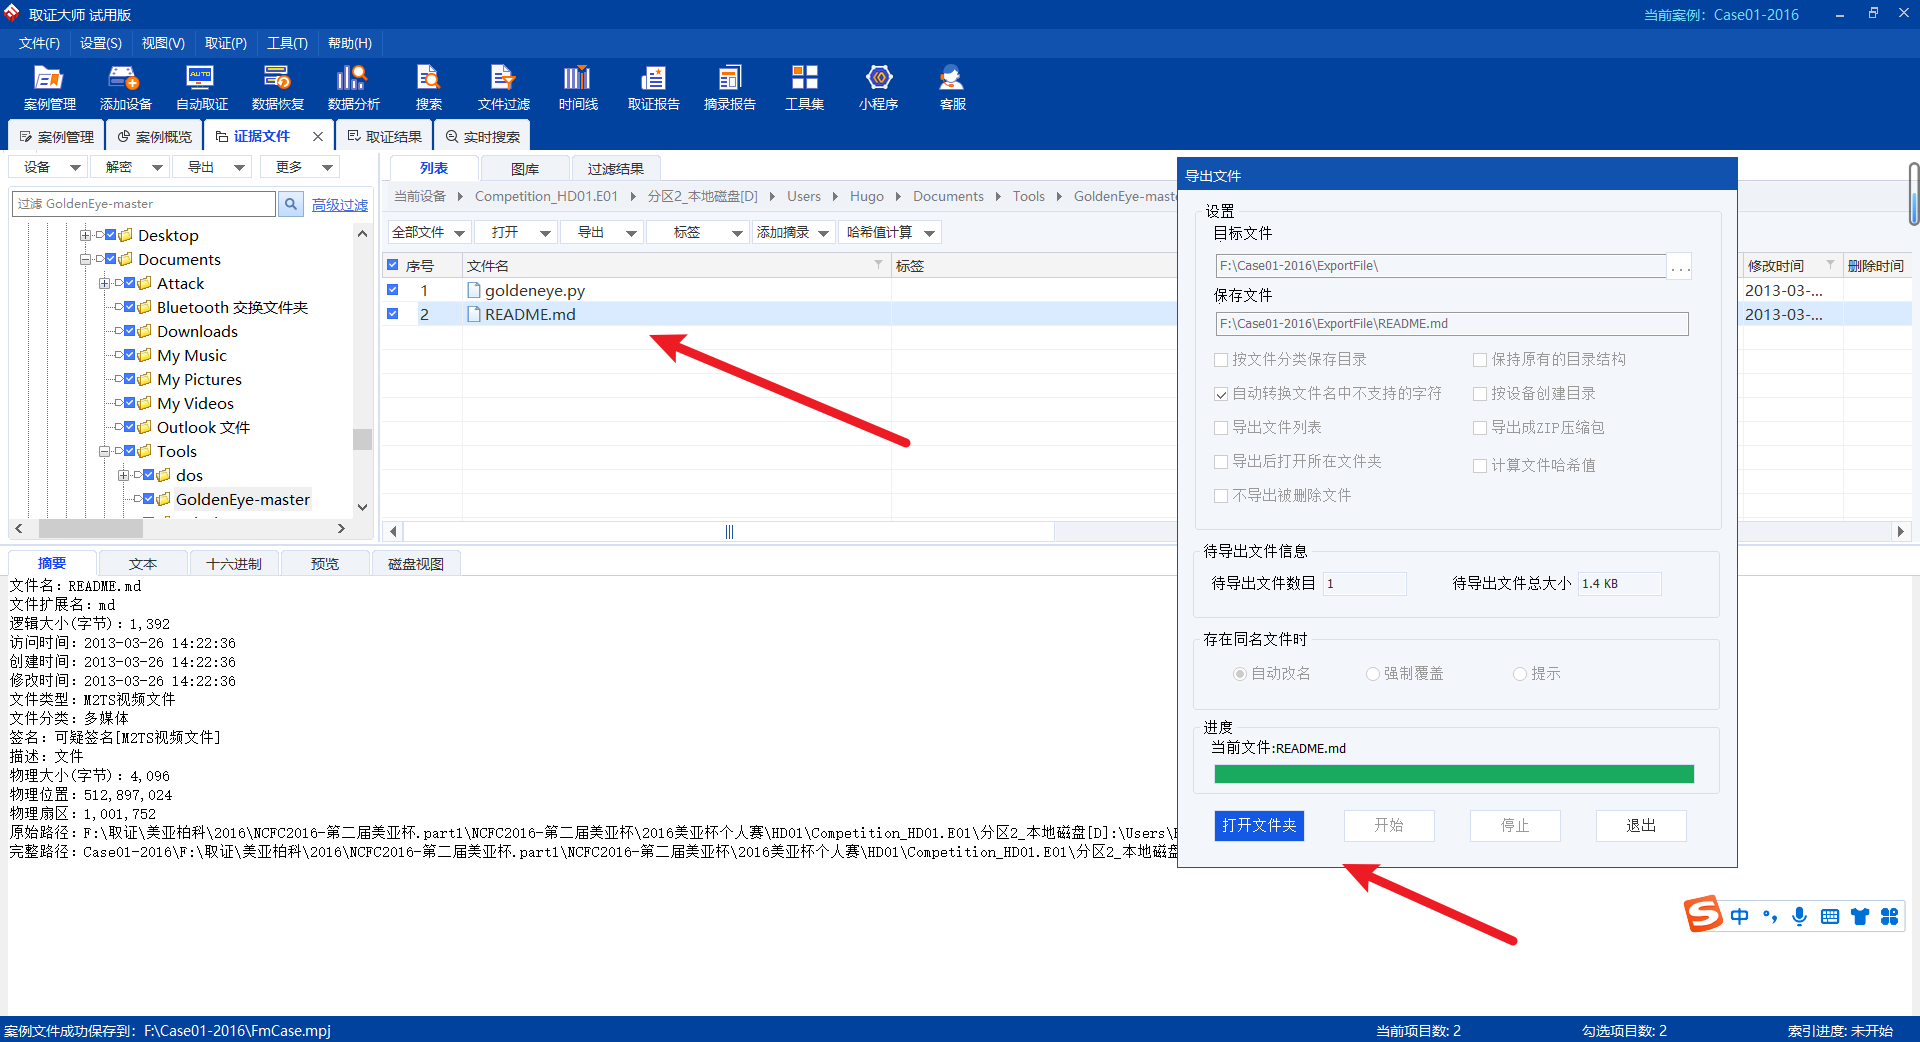 取证大师 试用版
当前案例：Case01-2016
文件(F) 设置(S) 视图(V) 取证(P) 工具(T) 帮助(H)
案例管理 添加设备 自动取证 数据恢复 数据分析 搜索 文件过滤 时间线 取证报告 摘录报告 工具集 小程序 客服
案例管理 案例概览 证据文件 取证结果 实时搜索
设备 解密 导出 更多
过滤 GoldenEye-master 高级过滤
Desktop
Documents
Attack
Bluetooth 交换文件夹
Downloads
My Music
My Pictures
My Videos
Outlook 文件
Tools
dos
GoldenEye-master
列表 图库 过滤结果
当前设备 Competition_HD01.E01 分区2_本地磁盘[D] Users Hugo Documents Tools GoldenEye-maste
全部文件 打开 导出 标签 添加摘录 哈希值计算
序号 文件名 标签 修改时间 删除时间
1 goldeneye.py 2013-03-...
2 README.md 2013-03-...
导出文件
设置
目标文件
F:\Case01-2016\ExportFile\ ...
保存文件
F:\Case01-2016\ExportFile\README.md
按文件分类保存目录 保持原有的目录结构
自动转换文件名中不支持的字符 按设备创建目录
导出文件列表 导出成ZIP压缩包
导出后打开所在文件夹 计算文件哈希值
不导出被删除文件
待导出文件信息
待导出文件数目 1 待导出文件总大小 1.4 KB
存在同名文件时
自动改名 强制覆盖 提示
进度
当前文件:README.md
打开文件夹 开始 停止 退出
摘要 文本 十六进制 预览 磁盘视图
文件名：README.md
文件扩展名：md
逻辑大小(字节)：1,392
访问时间：2013-03-26 14:22:36
创建时间：2013-03-26 14:22:36
修改时间：2013-03-26 14:22:36
文件类型：M2TS视频文件
文件分类：多媒体
签名：可疑签名[M2TS视频文件]
描述：文件
物理大小(字节)：4,096
物理位置：512,897,024
物理扇区：1,001,752
原始路径：F:\取证\美亚柏科\2016\NCFC2016-第二届美亚杯.part1\NCFC2016-第二届美亚杯\2016美亚杯个人赛\HD01\Competition_HD01.E01\分区2_本地磁盘[D]:\Users\
完整路径：Case01-2016\F:\取证\美亚柏科\2016\NCFC2016-第二届美亚杯.part1\NCFC2016-第二届美亚杯\2016美亚杯个人赛\HD01\Competition_HD01.E01\分区2_本地磁盘
中
案例文件成功保存到：F:\Case01-2016\FmCase.mpj
当前项目数: 2 勾选项目数: 2 索引进度: 未开始